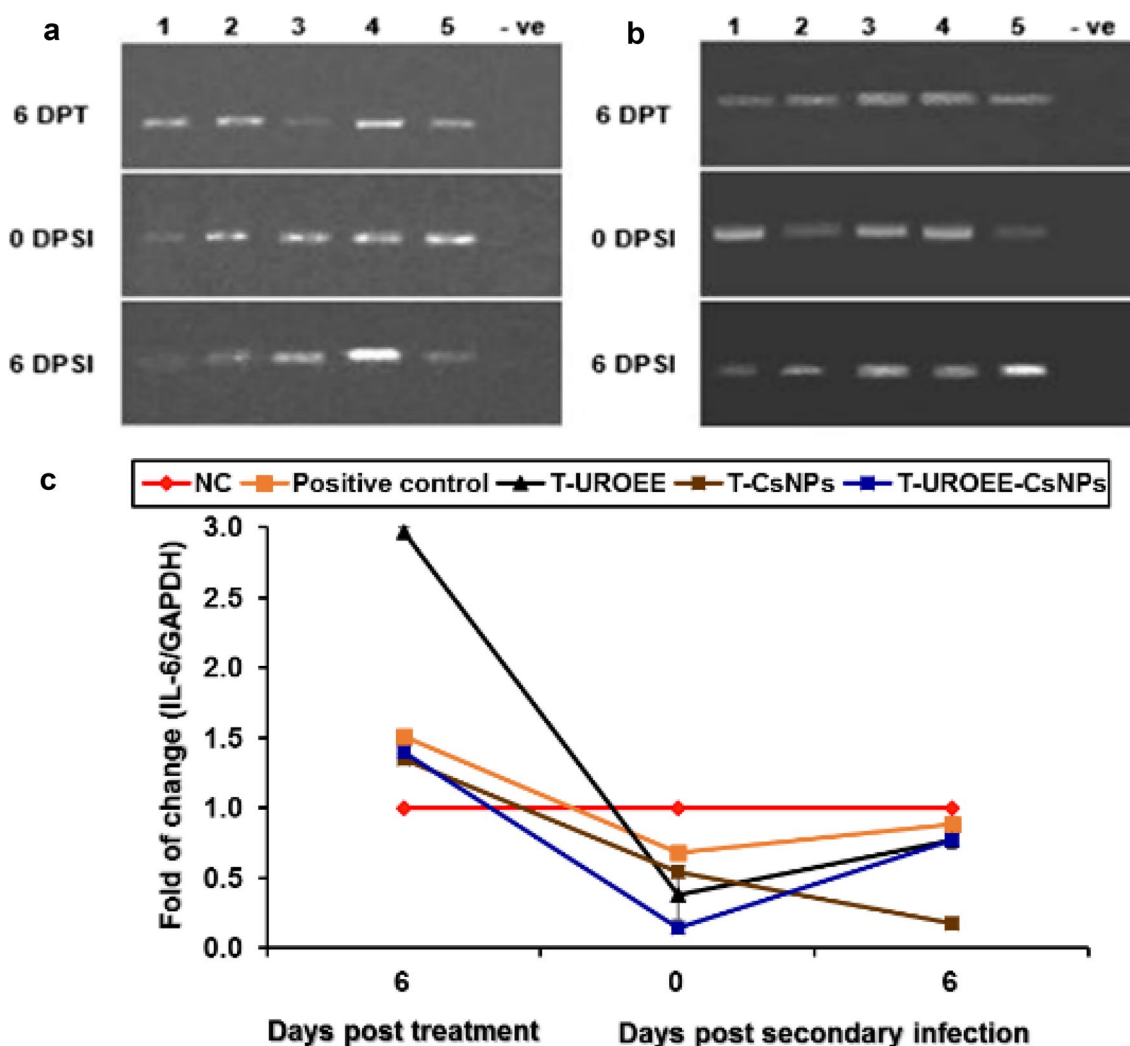 a
1 2 3 4 5 - ve
6 DPT
0 DPSI
6 DPSI
b
1 2 3 4 5 - ve
6 DPT
0 DPSI
6 DPSI
c
NC Positive control T-UROEE T-CsNPs T-UROEE-CsNPs
Fold of change (IL-6/GAPDH)
3.0
2.5
2.0
1.5
1.0
0.5
0.0
6 0 6
Days post treatment Days post secondary infection